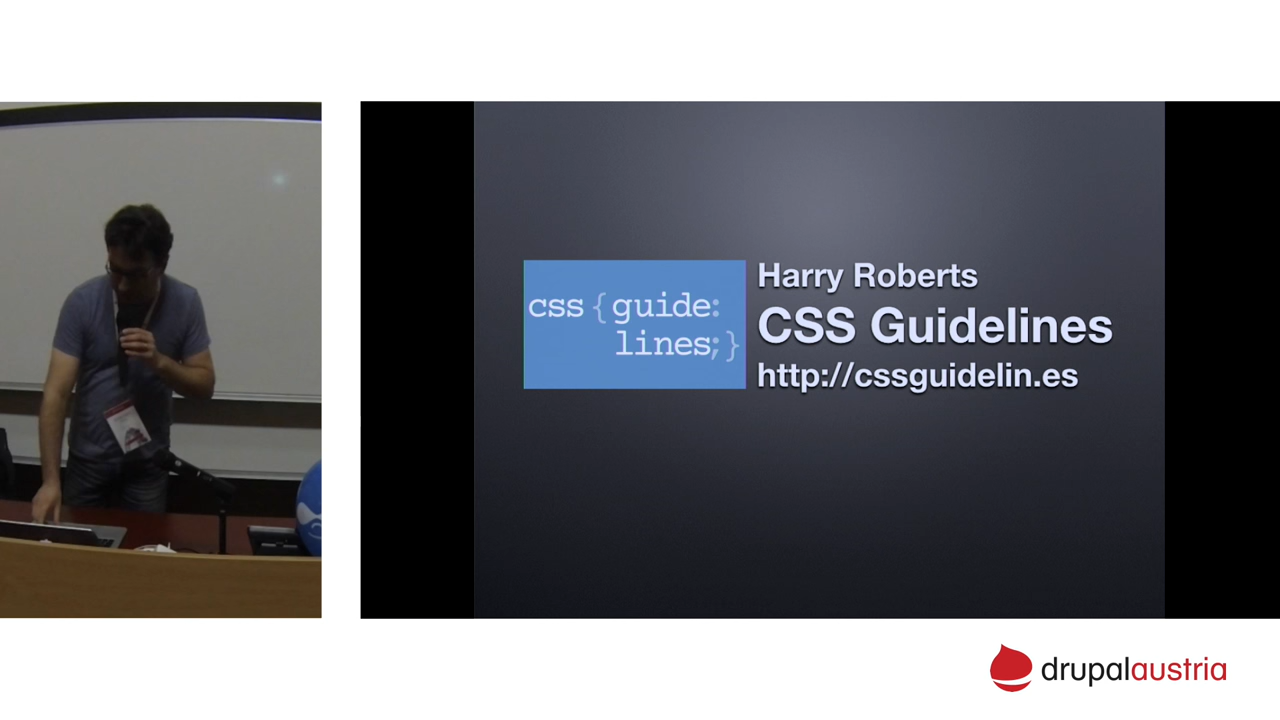 css { guide:
lines; }
Harry Roberts
CSS Guidelines
http://cssguidelin.es
drupalaustria